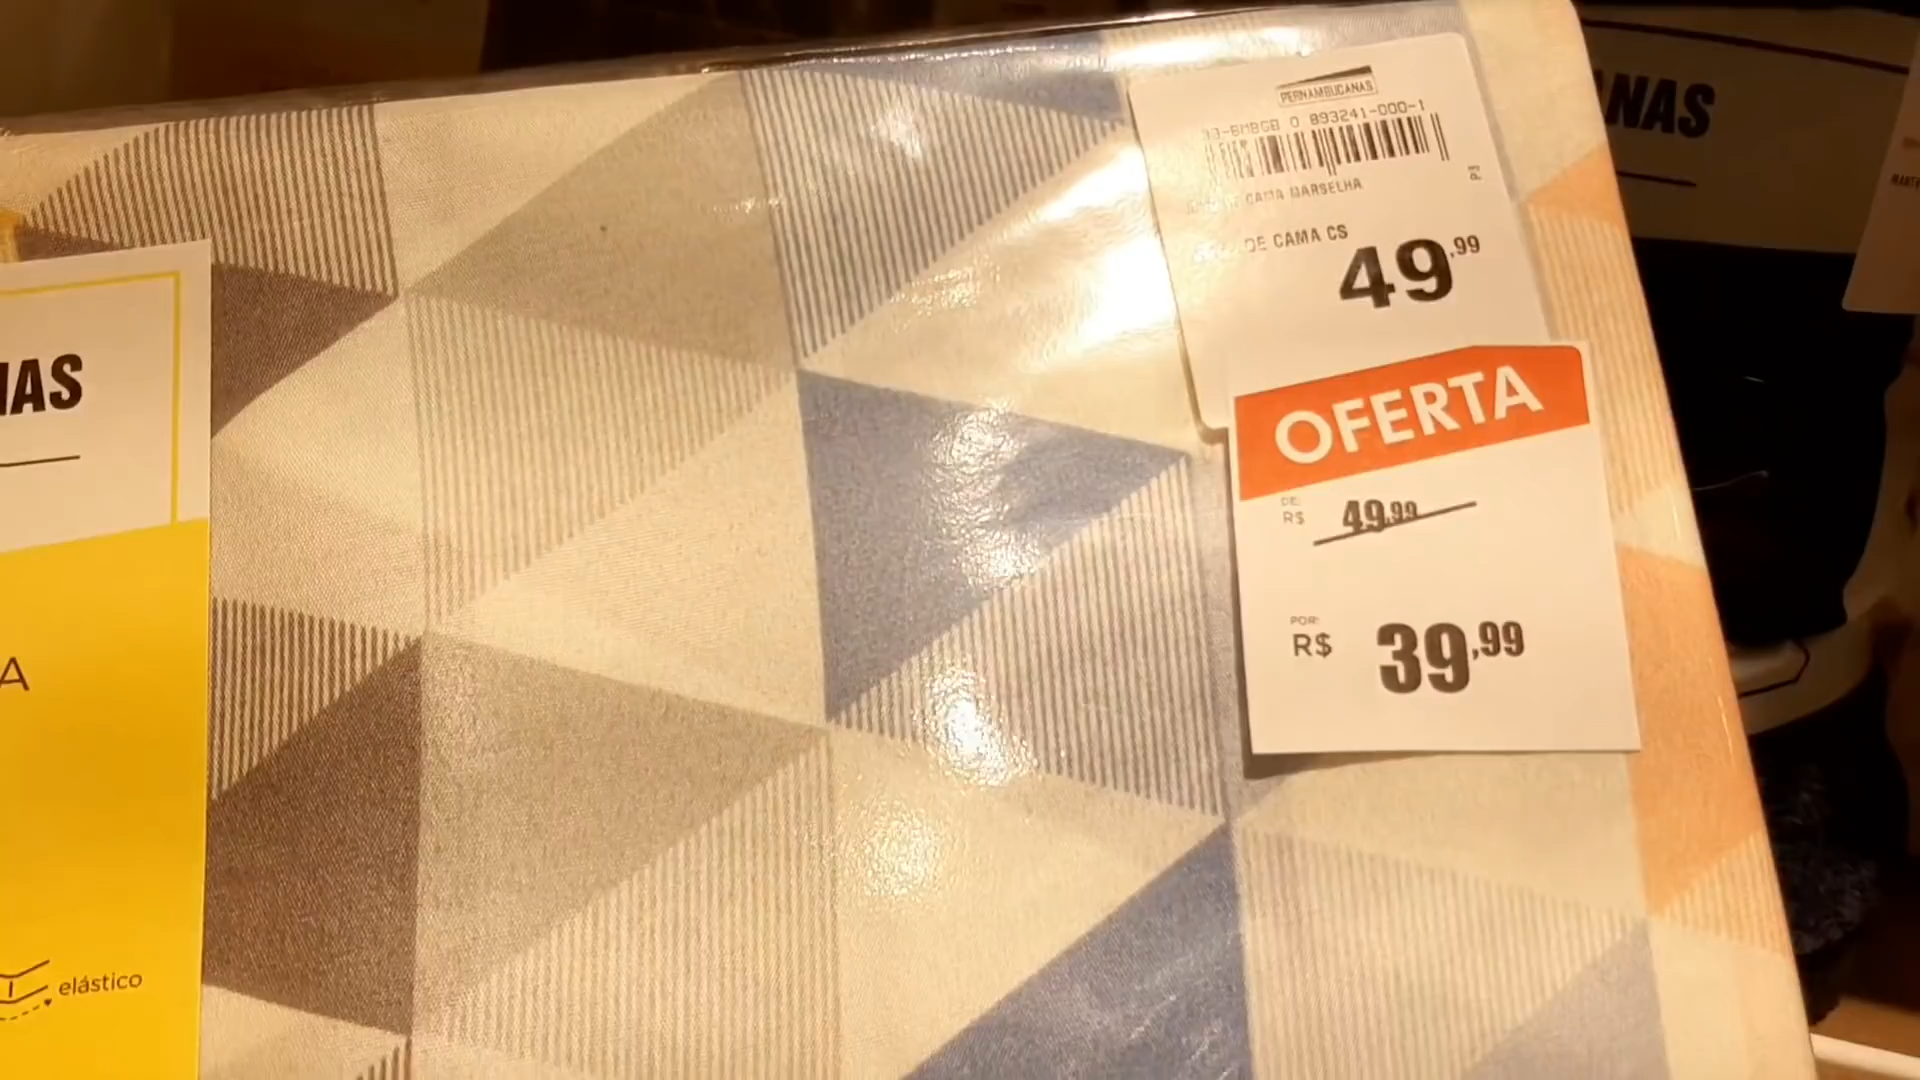 PERNAMBUCANAS
893241-000-1
CAMA MARSELHA
DE CAMA CS
49,99
OFERTA
DE:
R$ 49,99
POR:
R$ 39,99
NAS
NAS
A
elástico